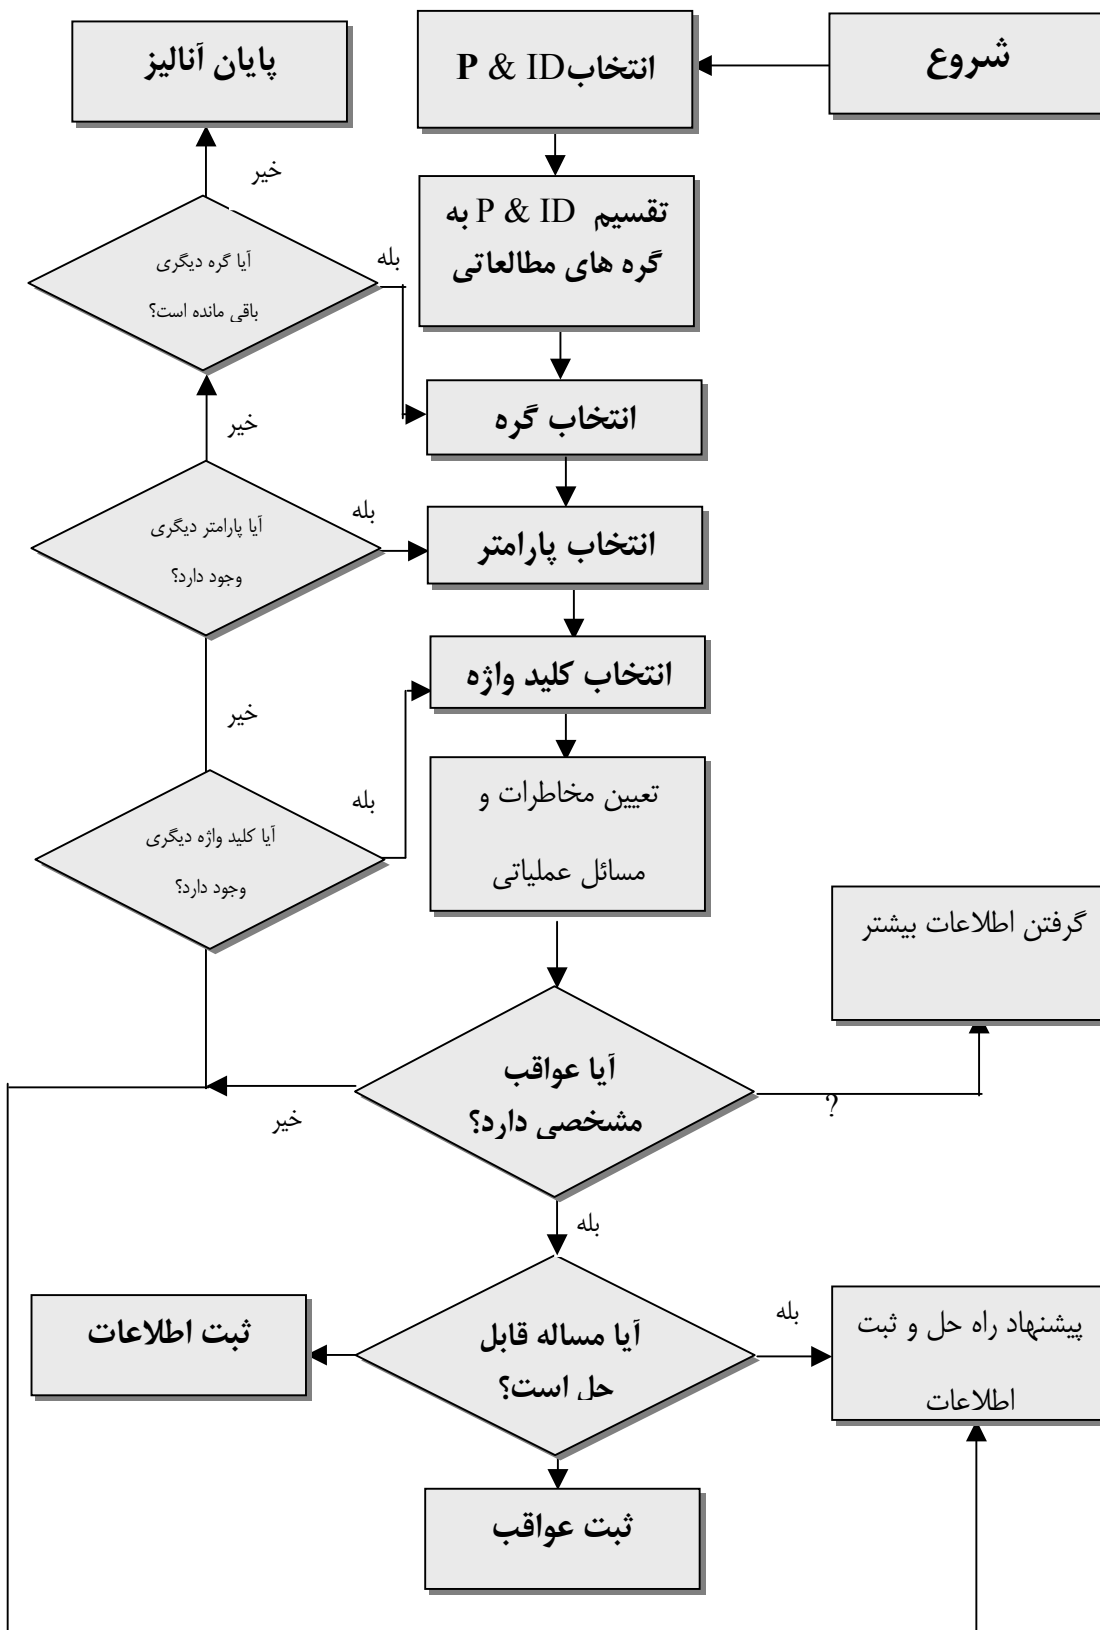 شروع
انتخابP & ID
پایان آنالیز
خیر
تقسیم P & ID به
گره های مطالعاتی
آیا گره دیگری
باقی مانده است؟
بله
انتخاب گره
خیر
آیا پارامتر دیگری
وجود دارد؟
بله
انتخاب پارامتر
انتخاب کلید واژه
خیر
تعیین مخاطرات و
مسائل عملیاتی
بله
آیا کلید واژه دیگری
وجود دارد؟
گرفتن اطلاعات بیشتر
آیا عواقب
مشخصی دارد؟
?
خیر
بله
پیشنهاد راه حل و ثبت
اطلاعات
بله
آیا مساله قابل
حل است؟
ثبت اطلاعات
ثبت عواقب